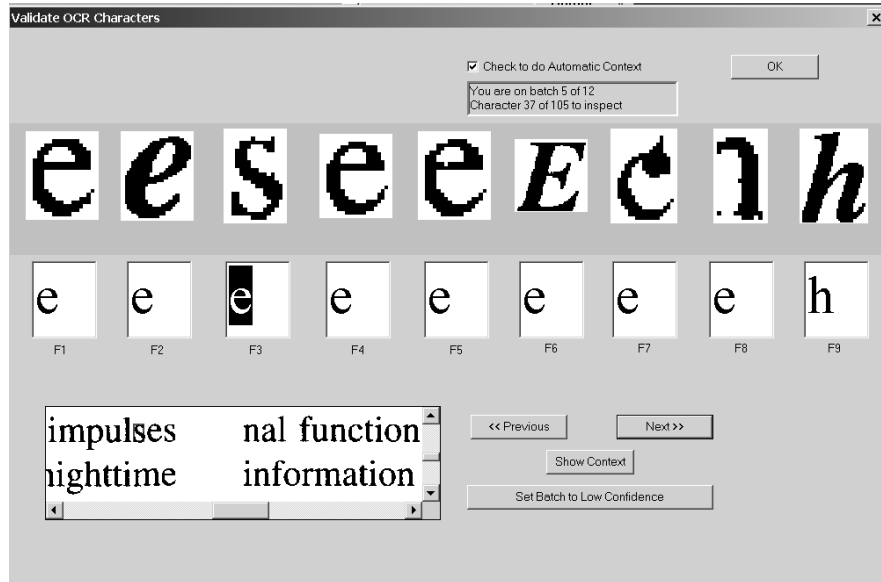 Validate OCR Characters
Check to do Automatic Context
OK
You are on batch 5 of 12
Character 37 of 105 to inspect
e e s e e E c h
e e e e e e e e h
F1 F2 F3 F4 F5 F6 F7 F8 F9
impulses nal function
nighttime information
<< Previous
Next >>
Show Context
Set Batch to Low Confidence